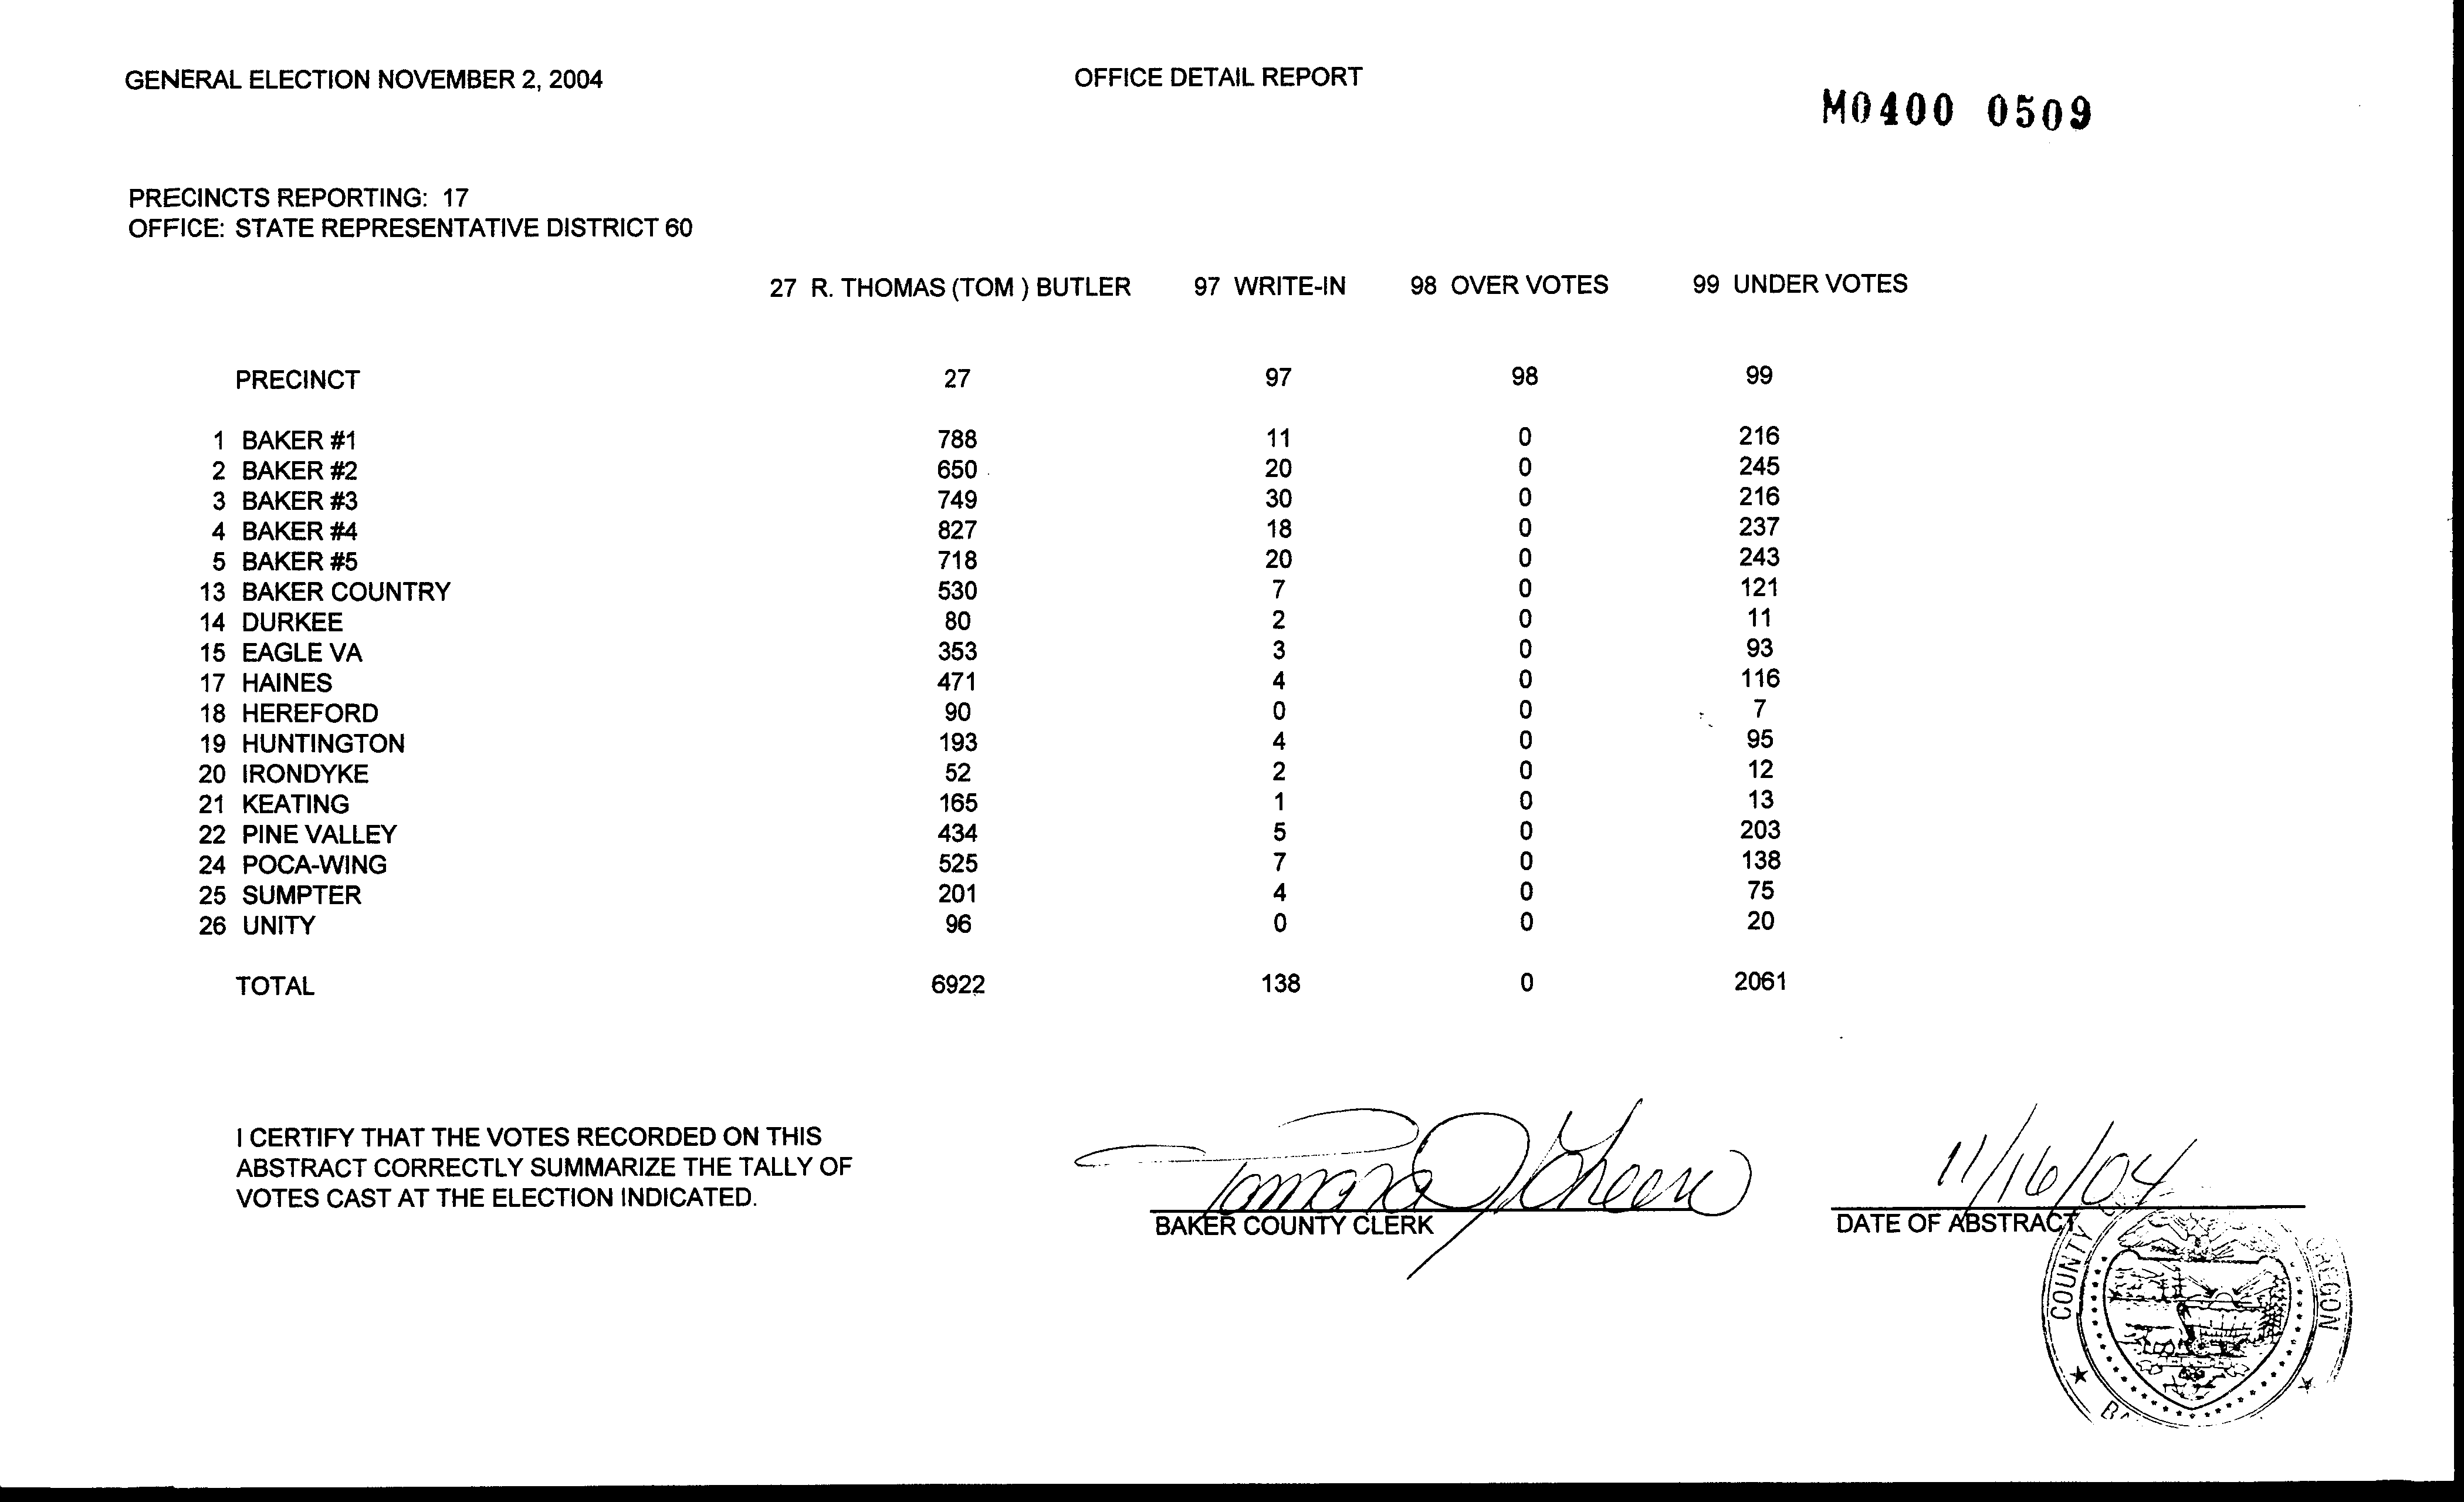 GENERAL ELECTION NOVEMBER 2, 2004 OFFICE DETAIL REPORT
M0400 0509
PRECINCTS REPORTING: 17
OFFICE: STATE REPRESENTATIVE DISTRICT 60
27 R. THOMAS (TOM ) BUTLER 97 WRITE-IN 98 OVER VOTES 99 UNDER VOTES
PRECINCT 27 97 98 99
1 BAKER #1 788 11 0 216
2 BAKER #2 650 20 0 245
3 BAKER #3 749 30 0 216
4 BAKER #4 827 18 0 237
5 BAKER #5 718 20 0 243
13 BAKER COUNTRY 530 7 0 121
14 DURKEE 80 2 0 11
15 EAGLE VA 353 3 0 93
17 HAINES 471 4 0 116
18 HEREFORD 90 0 0 7
19 HUNTINGTON 193 4 0 95
20 IRONDYKE 52 2 0 12
21 KEATING 165 1 0 13
22 PINE VALLEY 434 5 0 203
24 POCA-WING 525 7 0 138
25 SUMPTER 201 4 0 75
26 UNITY 96 0 0 20
TOTAL 6922 138 0 2061
I CERTIFY THAT THE VOTES RECORDED ON THIS
ABSTRACT CORRECTLY SUMMARIZE THE TALLY OF
VOTES CAST AT THE ELECTION INDICATED.
Tamara J Green
BAKER COUNTY CLERK
11/16/04
DATE OF ABSTRACT
COUNTY